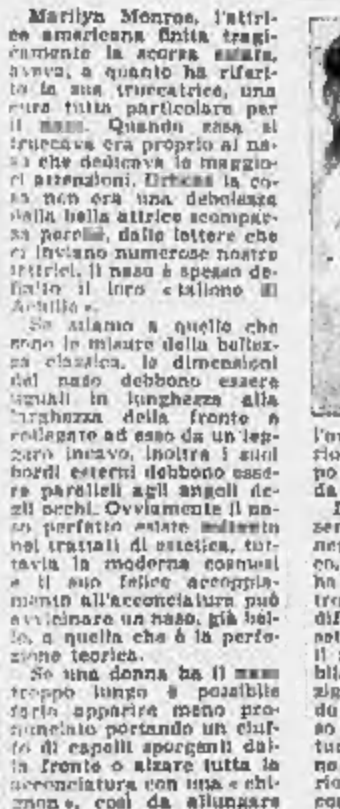 Marilyn Monroe, l'attri-
ce americana finita tragi-
camente la scorsa estate,
aveva, a quanto ha riferi-
to la sua truccatrice, una
cura tutta particolare per
il naso. Quando essa si
truccava era proprio al na-
so che dedicava le maggio-
ri attenzioni. la co-
sa non era una debolezza
della bella attrice scompar-
sa perché, dalle lettere che
ci inviano numerose nostre
lettrici, il naso è spesso de-
finito il loro « tallone di
Achille ».
Se stiamo a quello che
sono le misure della bellez-
za classica, le dimensioni
del naso debbono essere
uguali in lunghezza alla
larghezza della fronte e
collegato ad esso da un leg-
gero incavo, inoltre i suoi
bordi esterni debbono esse-
re paralleli agli angoli de-
gli occhi. Ovviamente il na-
so perfetto esiste soltanto
nei trattati di estetica, tut-
tavia la moderna cosmesi
e il suo felice accoppia-
mento all'acconciatura può
avvicinare un naso, già bel-
lo, a quella che è la perfe-
zione teorica.
Se una donna ha il naso
troppo lungo è possibile
farlo apparire meno pro-
nunciato portando un ciuf-
fo di capelli sporgenti dal-
la fronte o alzare tutta la
acconciatura con uno « chi-
gnon », così da allungare